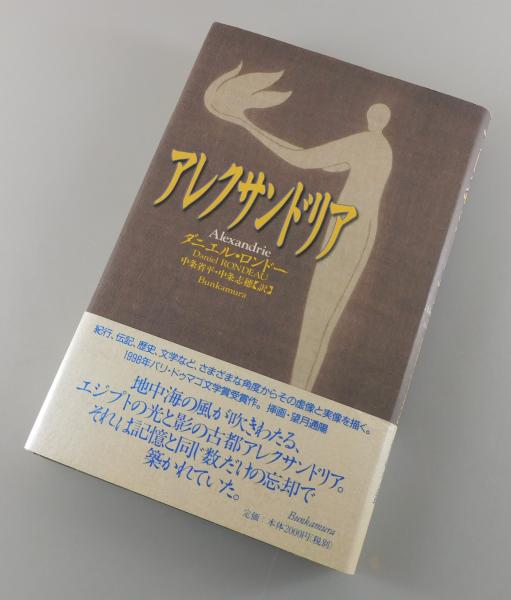 アレクサンドリア
Alexandrie
ダニエル・ロンドー
Daniel RONDEAU
中条省平・中条志穂【訳】
Bunkamura
紀行、伝記、歴史、文学など、さまざまな角度からその虚像と実像を描く。
1998年パリ・ドゥマゴ文学賞受賞作。 挿画・望月通陽
地中海の風が吹きわたる、
エジプトの光と影の古都アレクサンドリア。
それは記憶と同じ数だけの忘却で
築かれていた。
Bunkamura
定価：本体2000円(税別)